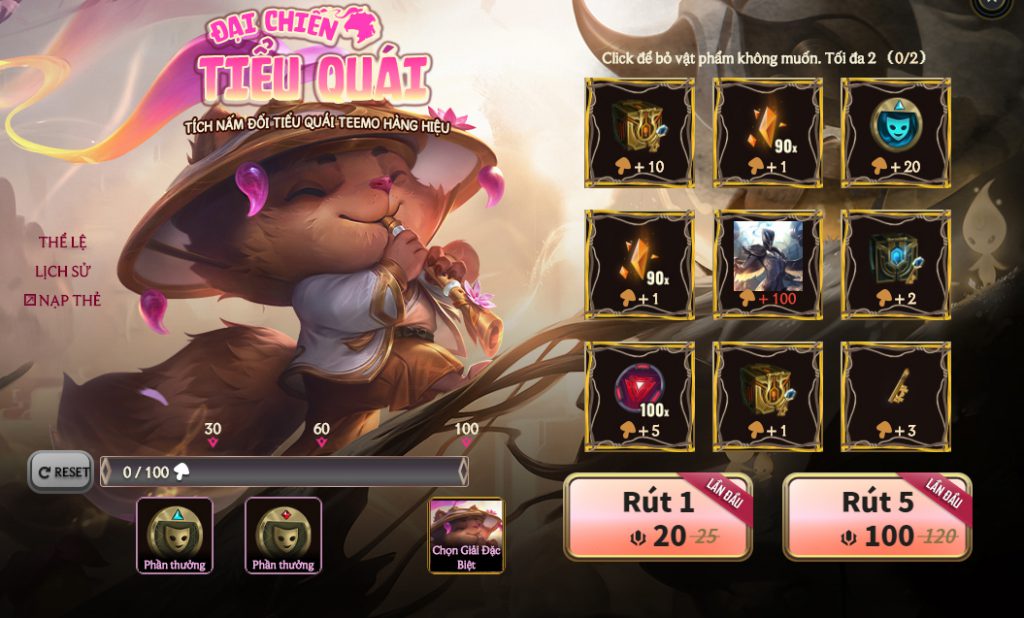 ĐẠI CHIẾN
TIỂU QUÁI
TÍCH NẤM ĐỔI TIỂU QUÁI TEEMO HÀNG HIỆU
THỂ LỆ
LỊCH SỬ
NẠP THẺ
30
60
100
RESET
0 / 100
Phần thưởng
Phần thưởng
Chọn Giải Đặc
Biệt
Click để bỏ vật phẩm không muốn. Tối đa 2 (0/2)
+ 10
90x
+ 1
+ 20
90x
+ 1
+ 100
+ 2
100x
+ 5
+ 1
+ 3
Rút 1
LẦN ĐẦU
20 25
Rút 5
LẦN ĐẦU
100 120